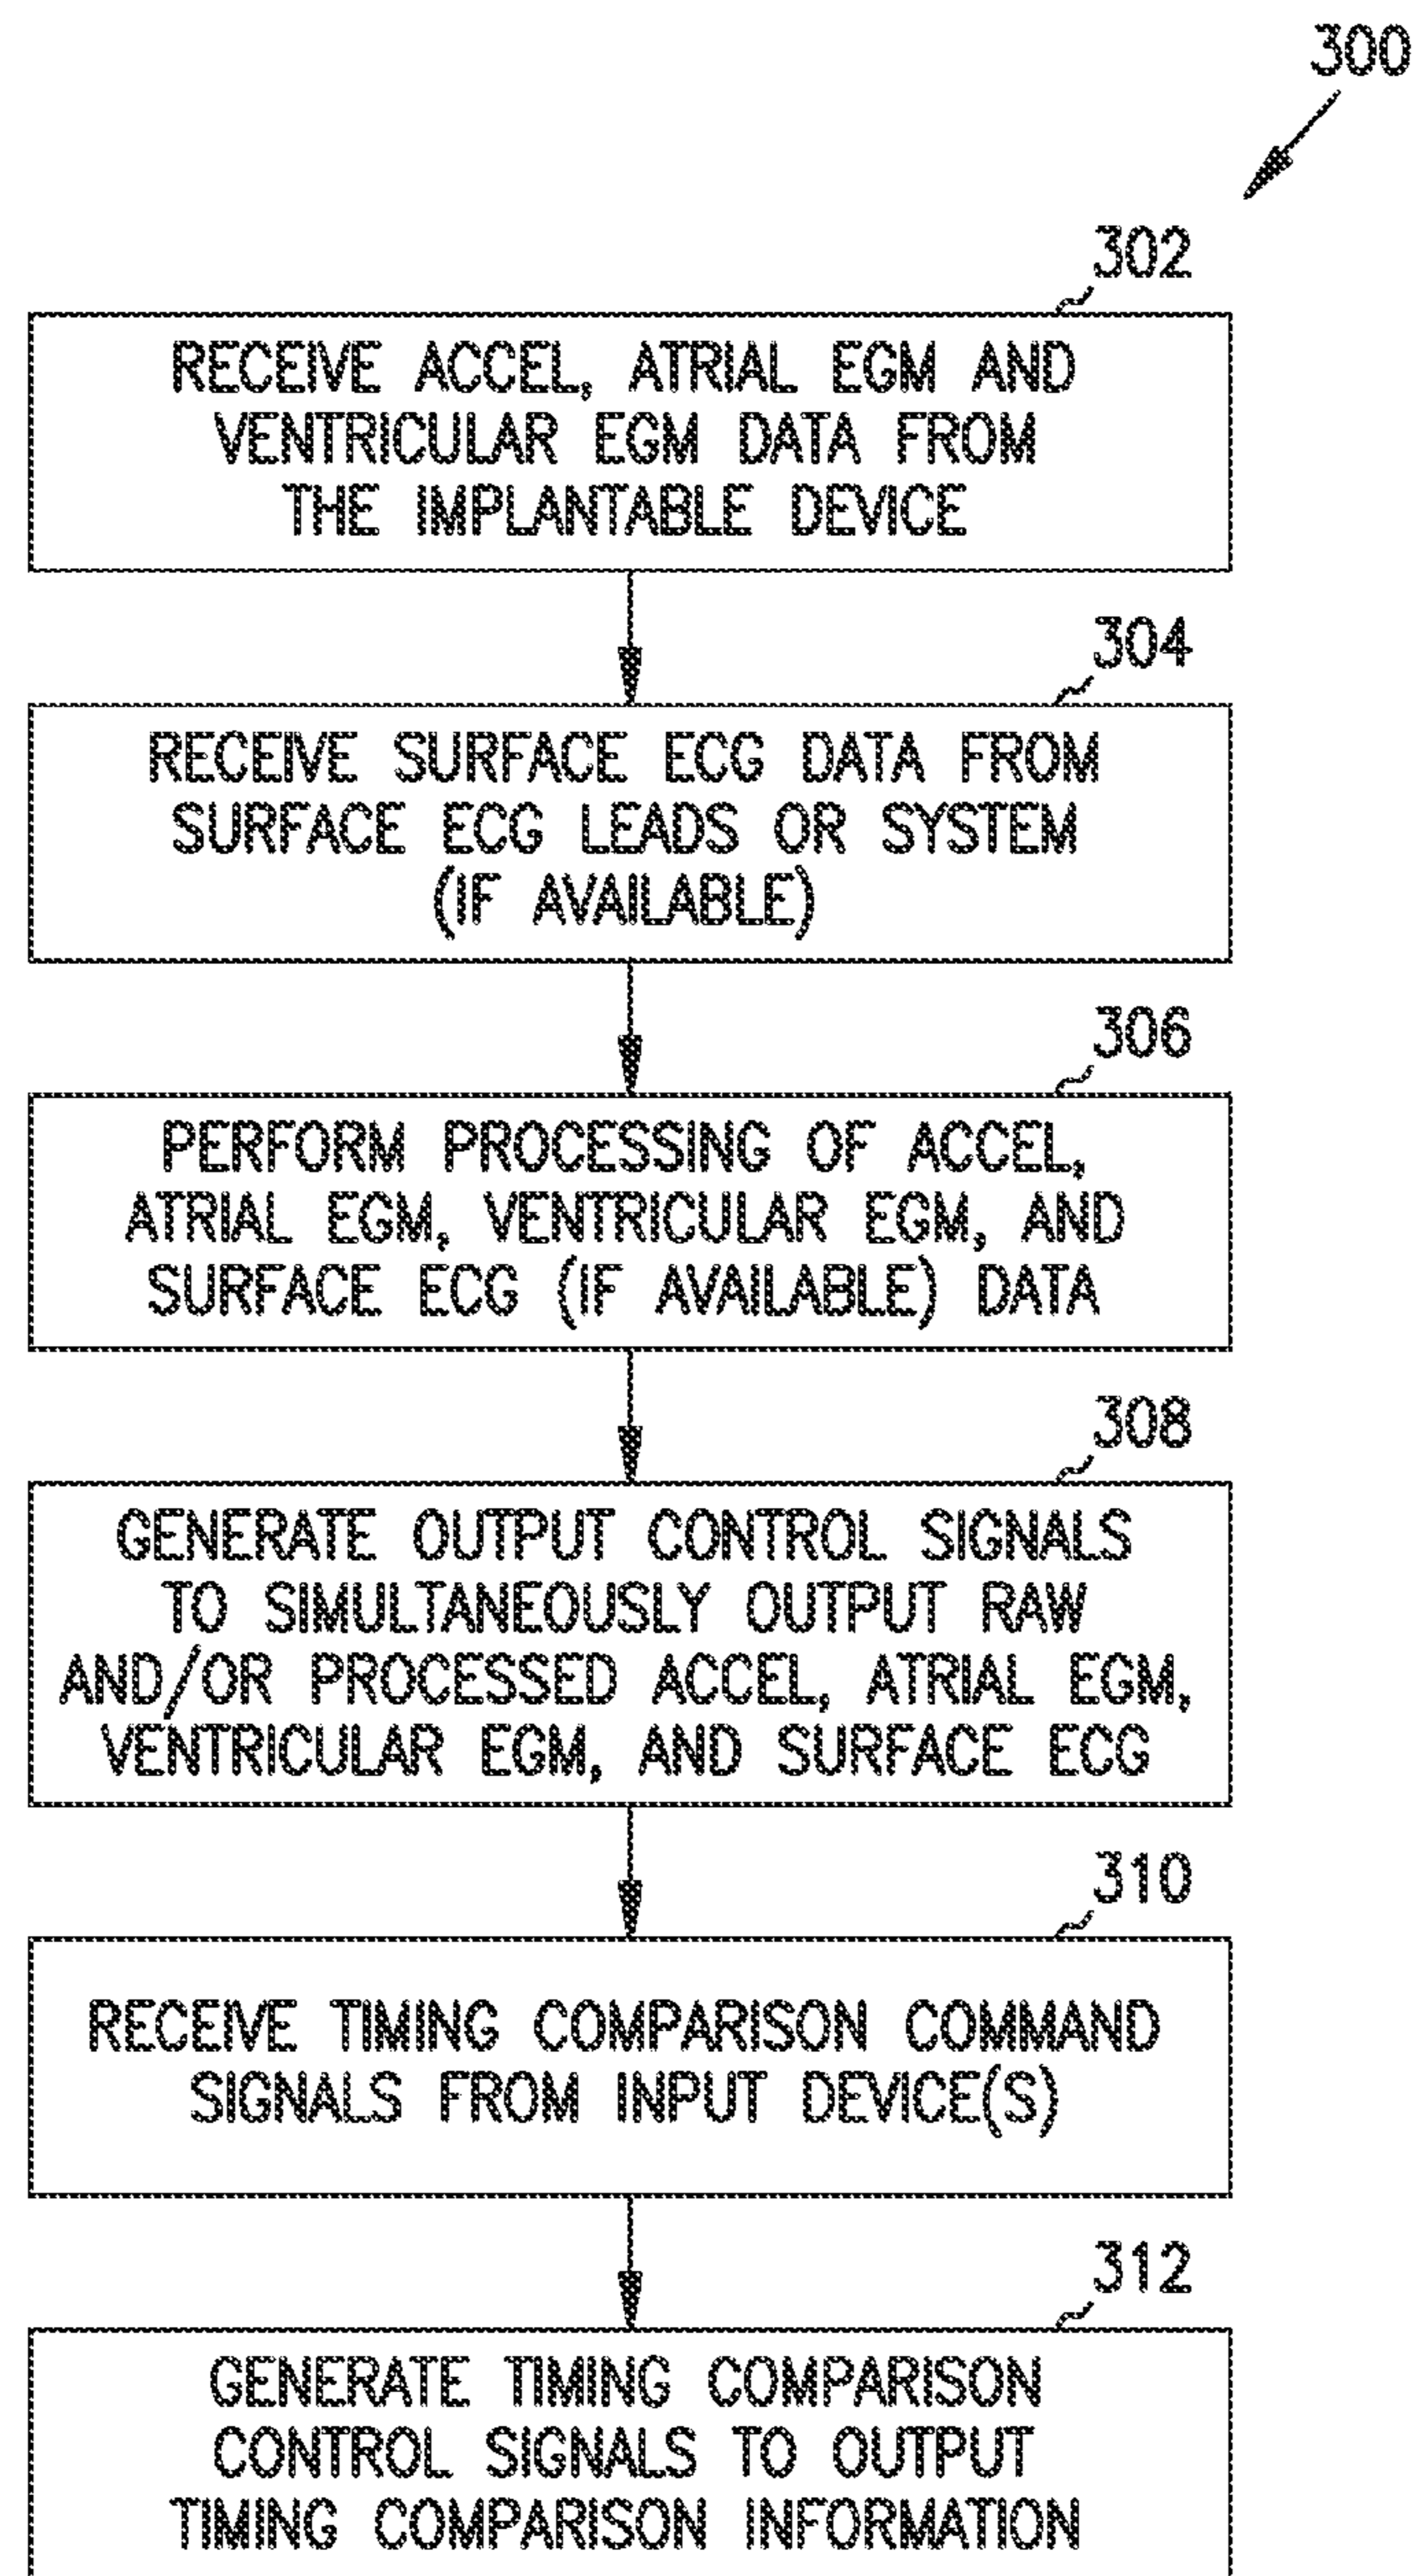 300
302
RECEIVE ACCEL, ATRIAL EGM AND
VENTRICULAR EGM DATA FROM
THE IMPLANTABLE DEVICE
304
RECEIVE SURFACE ECG DATA FROM
SURFACE ECG LEADS OR SYSTEM
(IF AVAILABLE)
306
PERFORM PROCESSING OF ACCEL,
ATRIAL EGM, VENTRICULAR EGM, AND
SURFACE ECG (IF AVAILABLE) DATA
308
GENERATE OUTPUT CONTROL SIGNALS
TO SIMULTANEOUSLY OUTPUT RAW
AND/OR PROCESSED ACCEL, ATRIAL EGM,
VENTRICULAR EGM, AND SURFACE ECG
310
RECEIVE TIMING COMPARISON COMMAND
SIGNALS FROM INPUT DEVICE(S)
312
GENERATE TIMING COMPARISON
CONTROL SIGNALS TO OUTPUT
TIMING COMPARISON INFORMATION